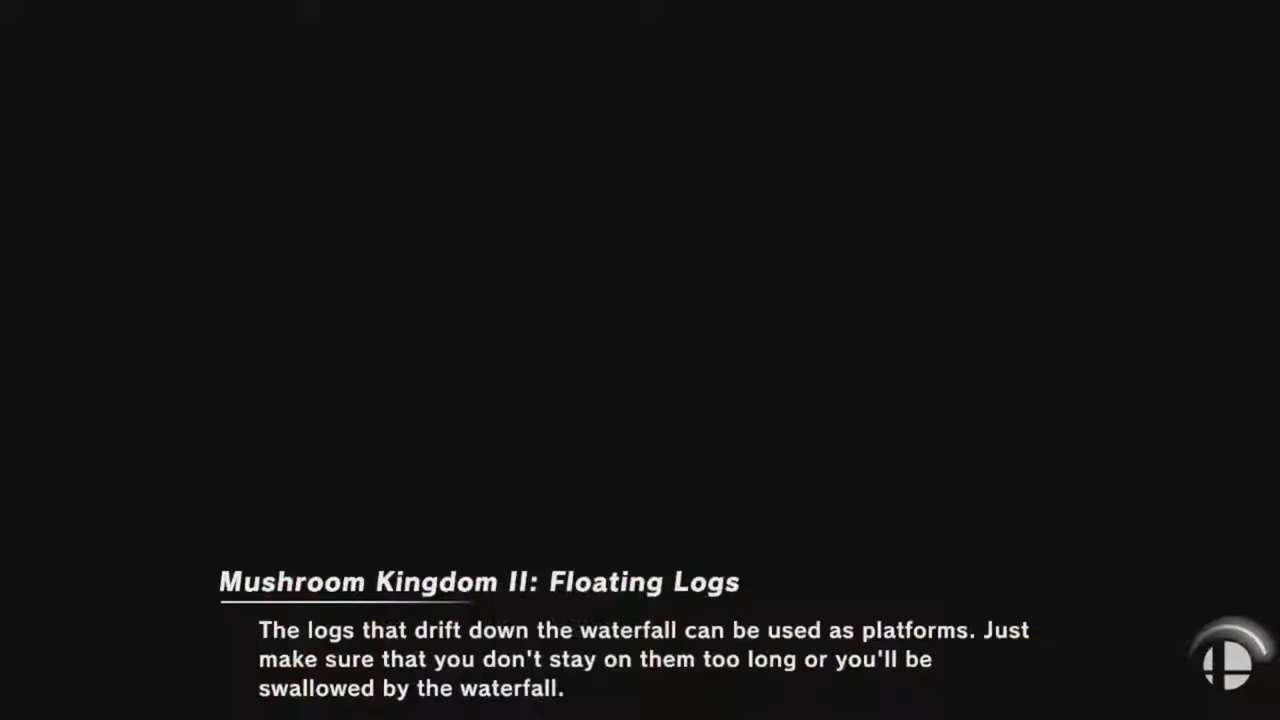 Mushroom Kingdom II: Floating Logs
The logs that drift down the waterfall can be used as platforms. Just
make sure that you don't stay on them too long or you'll be
swallowed by the waterfall.